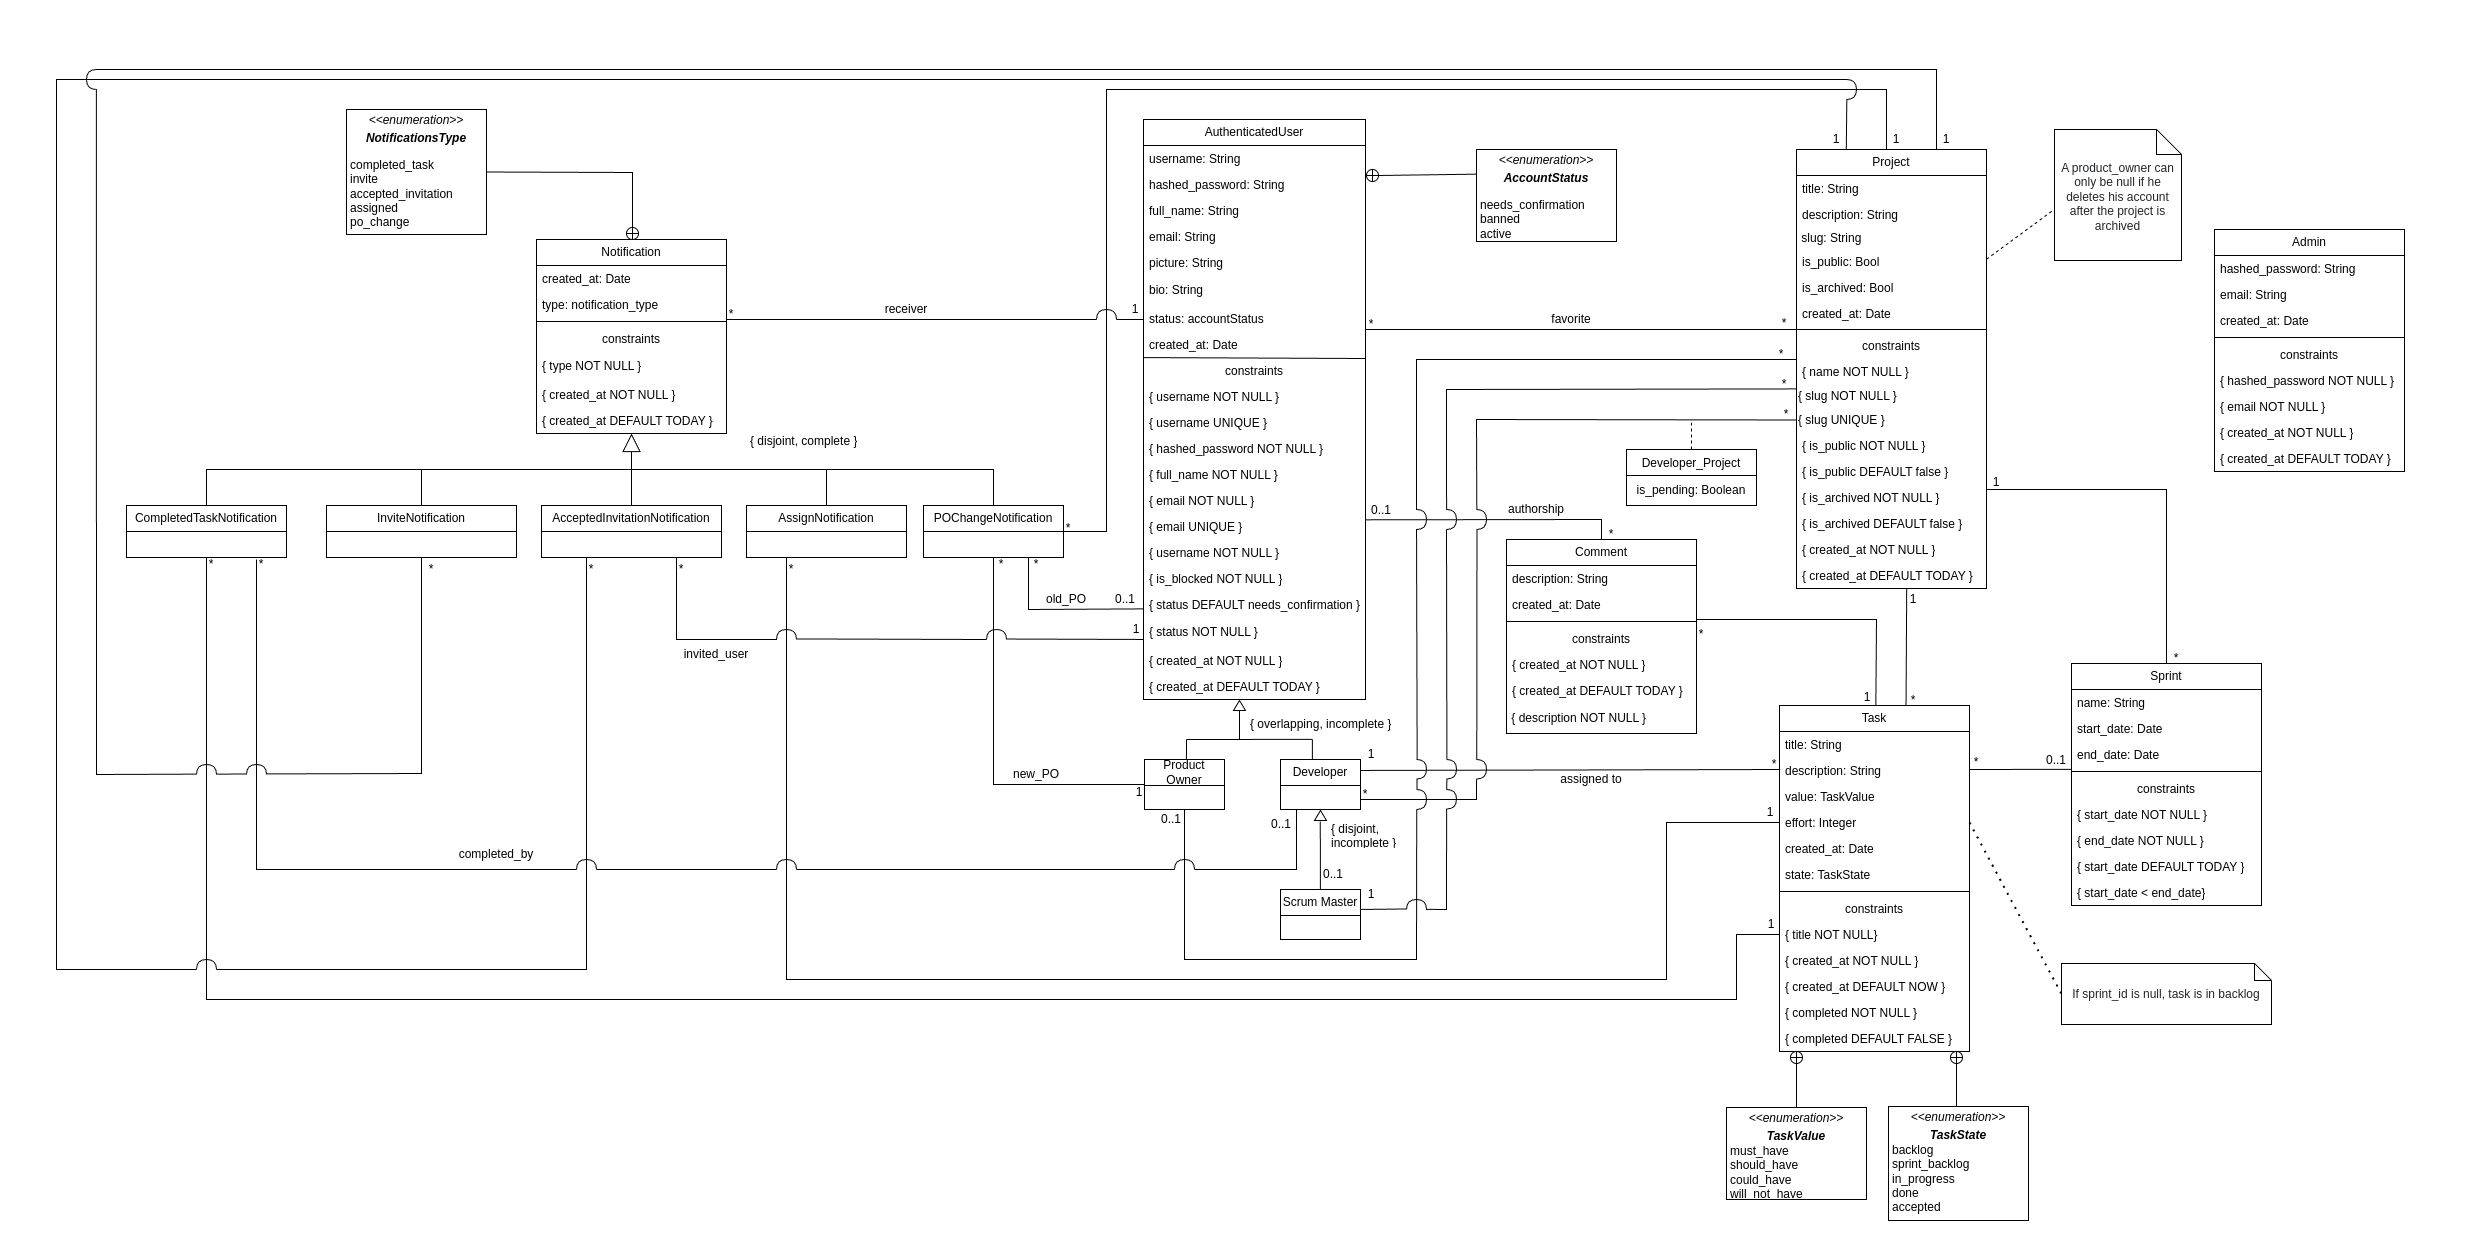 <<enumeration>>
NotificationsType
completed_task
invite
accepted_invitation
assigned
po_change
Notification
created_at: Date
type: notification_type
constraints
{ type NOT NULL }
{ created_at NOT NULL }
{ created_at DEFAULT TODAY }
{ disjoint, complete }
CompletedTaskNotification
*
*
InviteNotification
*
AcceptedInvitationNotification
*
*
AssignNotification
*
POChangeNotification
*
*
*
*
receiver
1
old_PO
0..1
invited_user
1
new_PO
1
completed_by
AuthenticatedUser
username: String
hashed_password: String
full_name: String
email: String
picture: String
bio: String
status: accountStatus
created_at: Date
constraints
{ username NOT NULL }
{ username UNIQUE }
{ hashed_password NOT NULL }
{ full_name NOT NULL }
{ email NOT NULL }
{ email UNIQUE }
{ username NOT NULL }
{ is_blocked NOT NULL }
{ status DEFAULT needs_confirmation }
{ status NOT NULL }
{ created_at NOT NULL }
{ created_at DEFAULT TODAY }
{ overlapping, incomplete }
Product
Owner
0..1
Developer
1
*
0..1
{ disjoint,
incomplete }
0..1
Scrum Master
1
<<enumeration>>
AccountStatus
needs_confirmation
banned
active
*
favorite
*
*
*
*
Developer_Project
is_pending: Boolean
0..1
authorship
*
Comment
description: String
created_at: Date
constraints
{ created_at NOT NULL }
{ created_at DEFAULT TODAY }
{ description NOT NULL }
*
1
assigned to
*
1
1
1
1
1
Project
title: String
description: String
slug: String
is_public: Bool
is_archived: Bool
created_at: Date
constraints
{ name NOT NULL }
{ slug NOT NULL }
{ slug UNIQUE }
{ is_public NOT NULL }
{ is_public DEFAULT false }
{ is_archived NOT NULL }
{ is_archived DEFAULT false }
{ created_at NOT NULL }
{ created_at DEFAULT TODAY }
1
*
1
*
A product_owner can
only be null if he
deletes his account
after the project is
archived
Admin
hashed_password: String
email: String
created_at: Date
constraints
{ hashed_password NOT NULL }
{ email NOT NULL }
{ created_at NOT NULL }
{ created_at DEFAULT TODAY }
Task
title: String
description: String
value: TaskValue
effort: Integer
created_at: Date
state: TaskState
constraints
{ title NOT NULL}
{ created_at NOT NULL }
{ created_at DEFAULT NOW }
{ completed NOT NULL }
{ completed DEFAULT FALSE }
*
0..1
Sprint
name: String
start_date: Date
end_date: Date
constraints
{ start_date NOT NULL }
{ end_date NOT NULL }
{ start_date DEFAULT TODAY }
{ start_date < end_date}
If sprint_id is null, task is in backlog
<<enumeration>>
TaskValue
must_have
should_have
could_have
will_not_have
<<enumeration>>
TaskState
backlog
sprint_backlog
in_progress
done
accepted